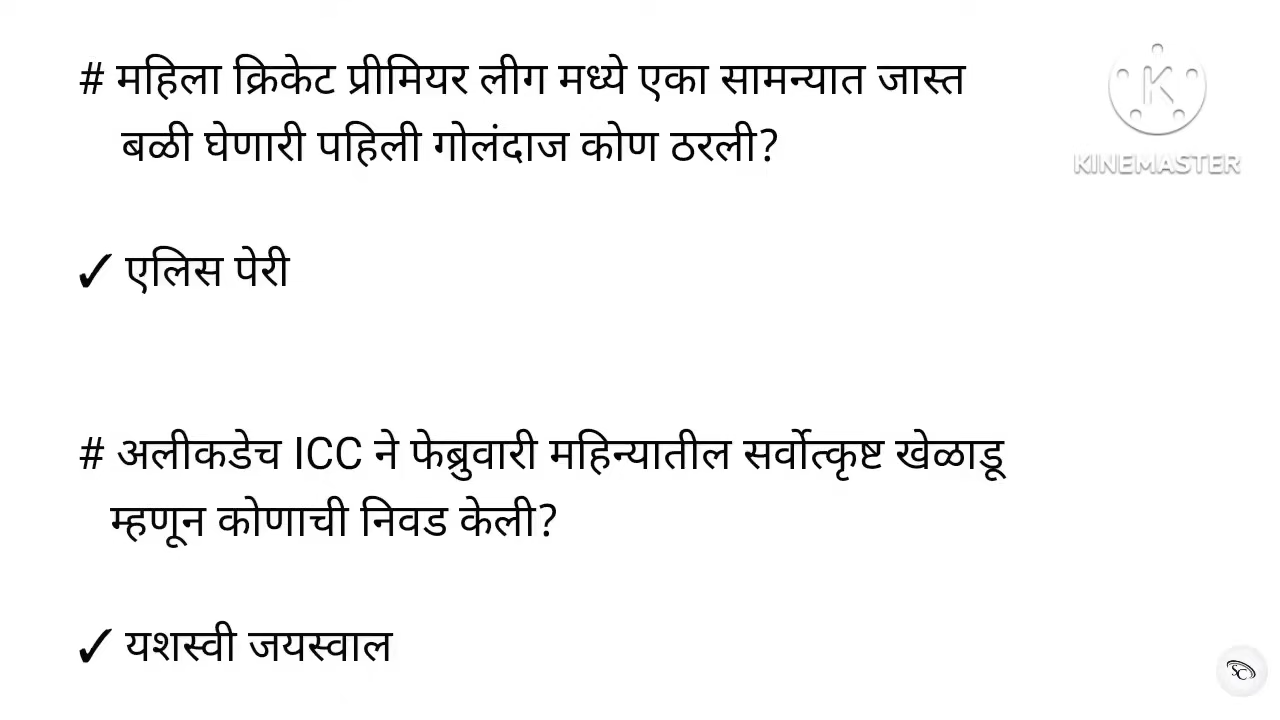 # महिला क्रिकेट प्रीमियर लीग मध्ये एका सामन्यात जास्त
बळी घेणारी पहिली गोलंदाज कोण ठरली?
✓ एलिस पेरी
# अलीकडेच ICC ने फेब्रुवारी महिन्यातील सर्वोत्कृष्ट खेळाडू
म्हणून कोणाची निवड केली?
✓ यशस्वी जयस्वाल
K
KINEMASTER
SC